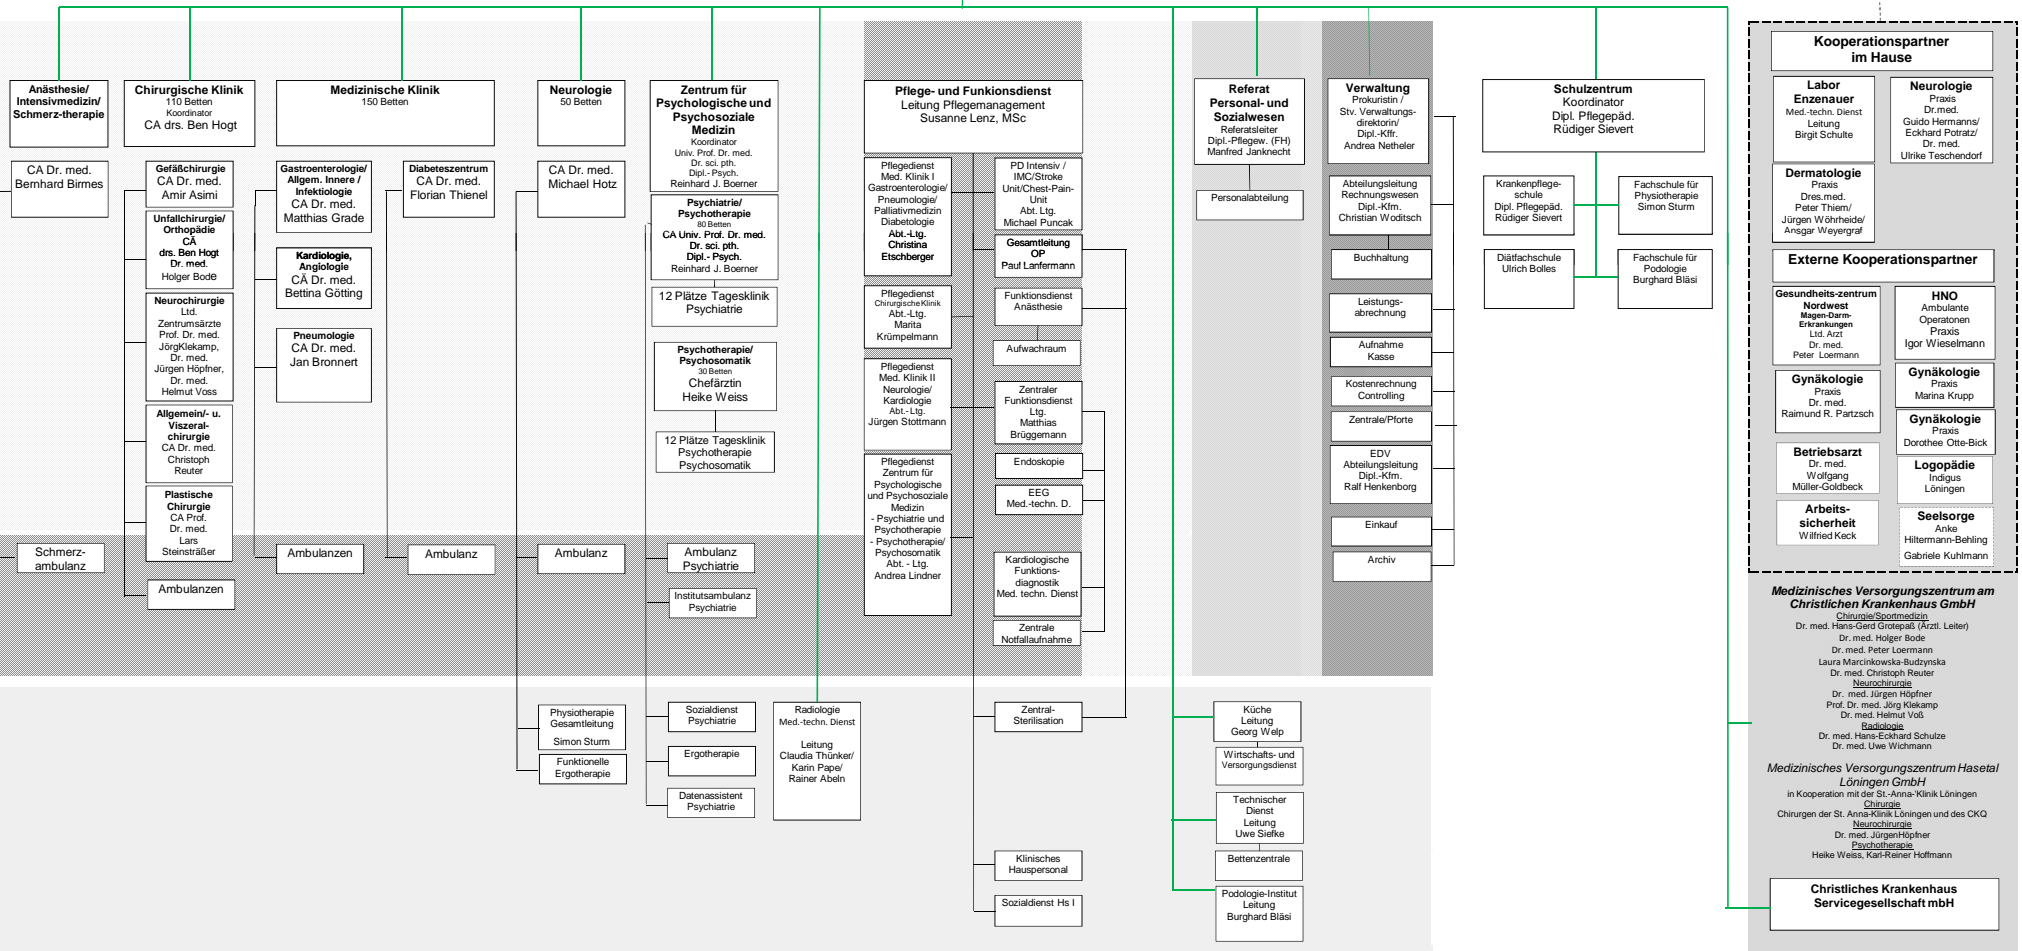 Anästhesie/
Intensivmedizin/
Schmerz-therapie
CA Dr. med.
Bernhard Birmes
Schmerz-
ambulanz
Chirurgische Klinik
110 Betten
Koordinator
CA drs. Ben Hogt
Gefäßchirurgie
CA Dr. med.
Amir Asimi
Unfallchirurgie/
Orthopädie
CÄ
drs. Ben Hogt
Dr. med.
Holger Bode
Neurochirurgie
Ltd.
Zentrumsärzte
Prof. Dr. med.
JörgKlekamp,
Dr. med.
Jürgen Höpfner,
Dr. med.
Helmut Voss
Allgemein/- u.
Viszeral-
chirurgie
CA Dr. med.
Christoph
Reuter
Plastische
Chirurgie
CA Prof.
Dr. med.
Lars
Steinsträßer
Ambulanzen
Medizinische Klinik
150 Betten
Gastroenterologie/
Allgem. Innere /
Infektiologie
CA Dr. med.
Matthias Grade
Kardiologie,
Angiologie
CÄ Dr. med.
Bettina Götting
Pneumologie
CA Dr. med.
Jan Bronnert
Ambulanzen
Diabeteszentrum
CA Dr. med.
Florian Thienel
Ambulanz
Neurologie
50 Betten
CA Dr. med.
Michael Hotz
Ambulanz
Physiotherapie
Gesamtleitung
Simon Sturm
Funktionelle
Ergotherapie
Zentrum für
Psychologische und
Psychosoziale
Medizin
Koordinator
Univ. Prof. Dr. med.
Dr. sci. pth.
Dipl.- Psych.
Reinhard J. Boerner
Psychiatrie/
Psychotherapie
80 Betten
CA Univ. Prof. Dr. med.
Dr. sci. pth.
Dipl.- Psych.
Reinhard J. Boerner
12 Plätze Tagesklinik
Psychiatrie
Psychotherapie/
Psychosomatik
30 Betten
Chefärztin
Heike Weiss
12 Plätze Tagesklinik
Psychotherapie
Psychosomatik
Ambulanz
Psychiatrie
Institutsambulanz
Psychiatrie
Sozialdienst
Psychiatrie
Ergotherapie
Datenassistent
Psychiatrie
Radiologie
Med.-techn. Dienst
Leitung
Claudia Thünker/
Karin Pape/
Rainer Abeln
Pflege- und Funkionsdienst
Leitung Pflegemanagement
Susanne Lenz, MSc
Pflegedienst
Med. Klinik I
Gastroenterologie/
Pneumologie/
Palliativmedizin
Diabetologie
Abt.-Ltg.
Christina
Etschberger
Pflegedienst
Chirurgische Klinik
Abt.-Ltg.
Marita
Krümpelmann
Pflegedienst
Med. Klinik II
Neurologie/
Kardiologie
Abt.- Ltg.
Jürgen Stottmann
Pflegedienst
Zentrum für
Psychologische
und Psychosoziale
Medizin
- Psychiatrie und
Psychotherapie
- Psychotherapie/
Psychosomatik
Abt. - Ltg.
Andrea Lindner
PD Intensiv /
IMC/Stroke
Unit/Chest-Pain-
Unit
Abt. Ltg.
Michael Puncak
Gesamtleitung
OP
Pauf Lanfermann
Funktionsdienst
Anästhesie
Aufwachraum
Zentraler
Funktionsdienst
Ltg.
Matthias
Brüggemann
Endoskopie
EEG
Med.-techn. D.
Kardiologische
Funktions-
diagnostik
Med. techn. Dienst
Zentrale
Notfallaufnahme
Zentral-
Sterilisation
Klinisches
Hauspersonal
Sozialdienst Hs I
Referat
Personal- und
Sozialwesen
Referatsleiter
Dipl.-Pflegew. (FH)
Manfred Janknecht
Personalabteilung
Küche
Leitung
Georg Welp
Wirtschafts- und
Versorgungsdienst
Technischer
Dienst
Leitung
Uwe Siefke
Bettenzentrale
Podologie-Institut
Leitung
Burghard Bläsi
Verwaltung
Prokuristin /
Stv. Verwaltungs-
direktorin/
Dipl.-Kffr.
Andrea Netheler
Abteilungsleitung
Rechnungswesen
Dipl.-Kfm.
Christian Woditsch
Buchhaltung
Leistungs-
abrechnung
Aufnahme
Kasse
Kostenrechnung
Controlling
Zentrale/Pforte
EDV
Abteilungsleitung
Dipl.-Kfm.
Ralf Henkenborg
Einkauf
Archiv
Schulzentrum
Koordinator
Dipl. Pflegepäd.
Rüdiger Sievert
Krankenpflege-
schule
Dipl. Pflegepäd.
Rüdiger Sievert
Fachschule für
Physiotherapie
Simon Sturm
Diätfachschule
Ulrich Bolles
Fachschule für
Podologie
Burghard Bläsi
Kooperationspartner
im Hause
Labor
Enzenauer
Med.-techn. Dienst
Leitung
Birgit Schulte
Neurologie
Praxis
Dr.med.
Guido Hermanns/
Eckhard Potratz/
Dr. med.
Ulrike Teschendorf
Dermatologie
Praxis
Dres.med.
Peter Thiem/
Jürgen Wöhrheide/
Ansgar Weyergraf
Externe Kooperationspartner
Gesundheits-zentrum
Nordwest
Magen-Darm-
Erkrankungen
Ltd. Arzt
Dr. med.
Peter Loermann
HNO
Ambulante
Operatonen
Praxis
Igor Wieselmann
Gynäkologie
Praxis
Dr. med.
Raimund R. Partzsch
Gynäkologie
Praxis
Marina Krupp
Gynäkologie
Praxis
Dorothee Otte-Bick
Betriebsarzt
Dr. med.
Wolfgang
Müller-Goldbeck
Logopädie
Indigus
Löningen
Arbeits-
sicherheit
Wilfried Keck
Seelsorge
Anke
Hiltermann-Behling
Gabriele Kuhlmann
Medizinisches Versorgungszentrum am
Christlichen Krankenhaus GmbH
Chirurgie/Sportmedizin
Dr. med. Hans-Gerd Grotepaß (Ärztl. Leiter)
Dr. med. Holger Bode
Dr. med. Peter Loermann
Laura Marcinkowska-Budzynska
Dr. med. Christoph Reuter
Neurochirurgie
Dr. med. Jürgen Höpfner
Prof. Dr. med. Jörg Klekamp
Dr. med. Helmut Voß
Radiologie
Dr. med. Hans-Eckhard Schulze
Dr. med. Uwe Wichmann
Medizinisches Versorgungszentrum Hasetal
Löningen GmbH
in Kooperation mit der St.-Anna-'Klinik Löningen
Chirurgie
Chirurgen der St. Anna-Klinik Löningen und des CKQ
Neurochirurgie
Dr. med. JürgenHöpfner
Psychotherapie
Heike Weiss, Karl-Reiner Hoffmann
Christliches Krankenhaus
Servicegesellschaft mbH